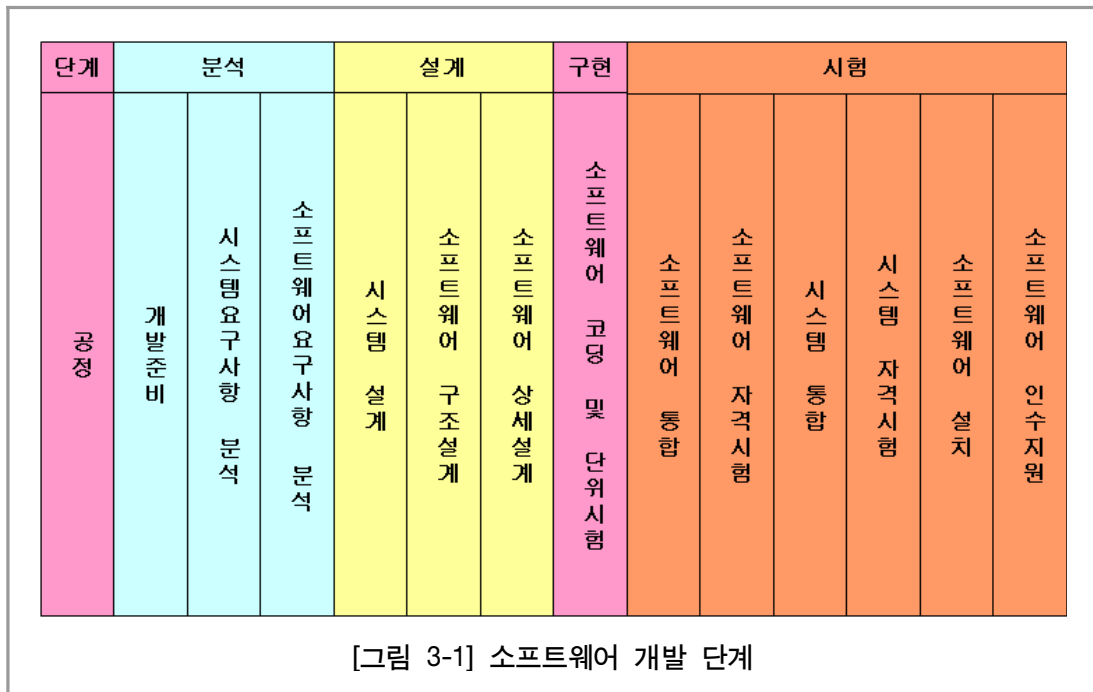 단계 분석 설계 구현 시험
공정
개발준비
시스템요구사항 분석
소프트웨어요구사항 분석
시스템 설계
소프트웨어 구조설계
소프트웨어 상세설계
소프트웨어 코딩 및 단위시험
소프트웨어 통합
소프트웨어 자격시험
시스템 통합
시스템 자격시험
소프트웨어 설치
소프트웨어 인수지원
[그림 3-1] 소프트웨어 개발 단계